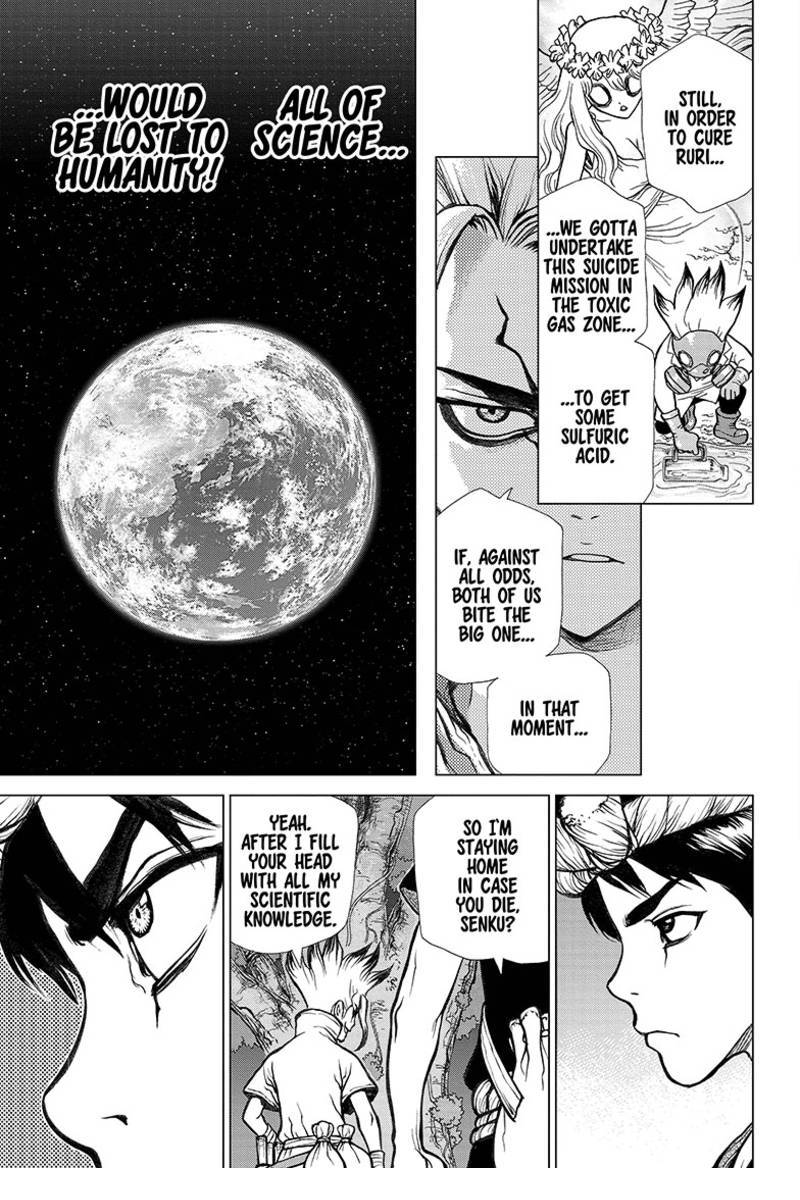 STILL,
IN ORDER
TO CURE
RURI...
...WE GOTTA
UNDERTAKE
THIS SUICIDE
MISSION IN
THE TOXIC
GAS ZONE...
...TO GET
SOME
SULFURIC
ACID.
IF, AGAINST
ALL ODDS,
BOTH OF US
BITE THE
BIG ONE...
IN THAT
MOMENT...
ALL OF
SCIENCE...
...WOULD
BE LOST TO
HUMANITY!
SO I'M
STAYING
HOME
IN CASE
YOU DIE,
SENKU?
YEAH.
AFTER I FILL
YOUR HEAD
WITH ALL MY
SCIENTIFIC
KNOWLEDGE.